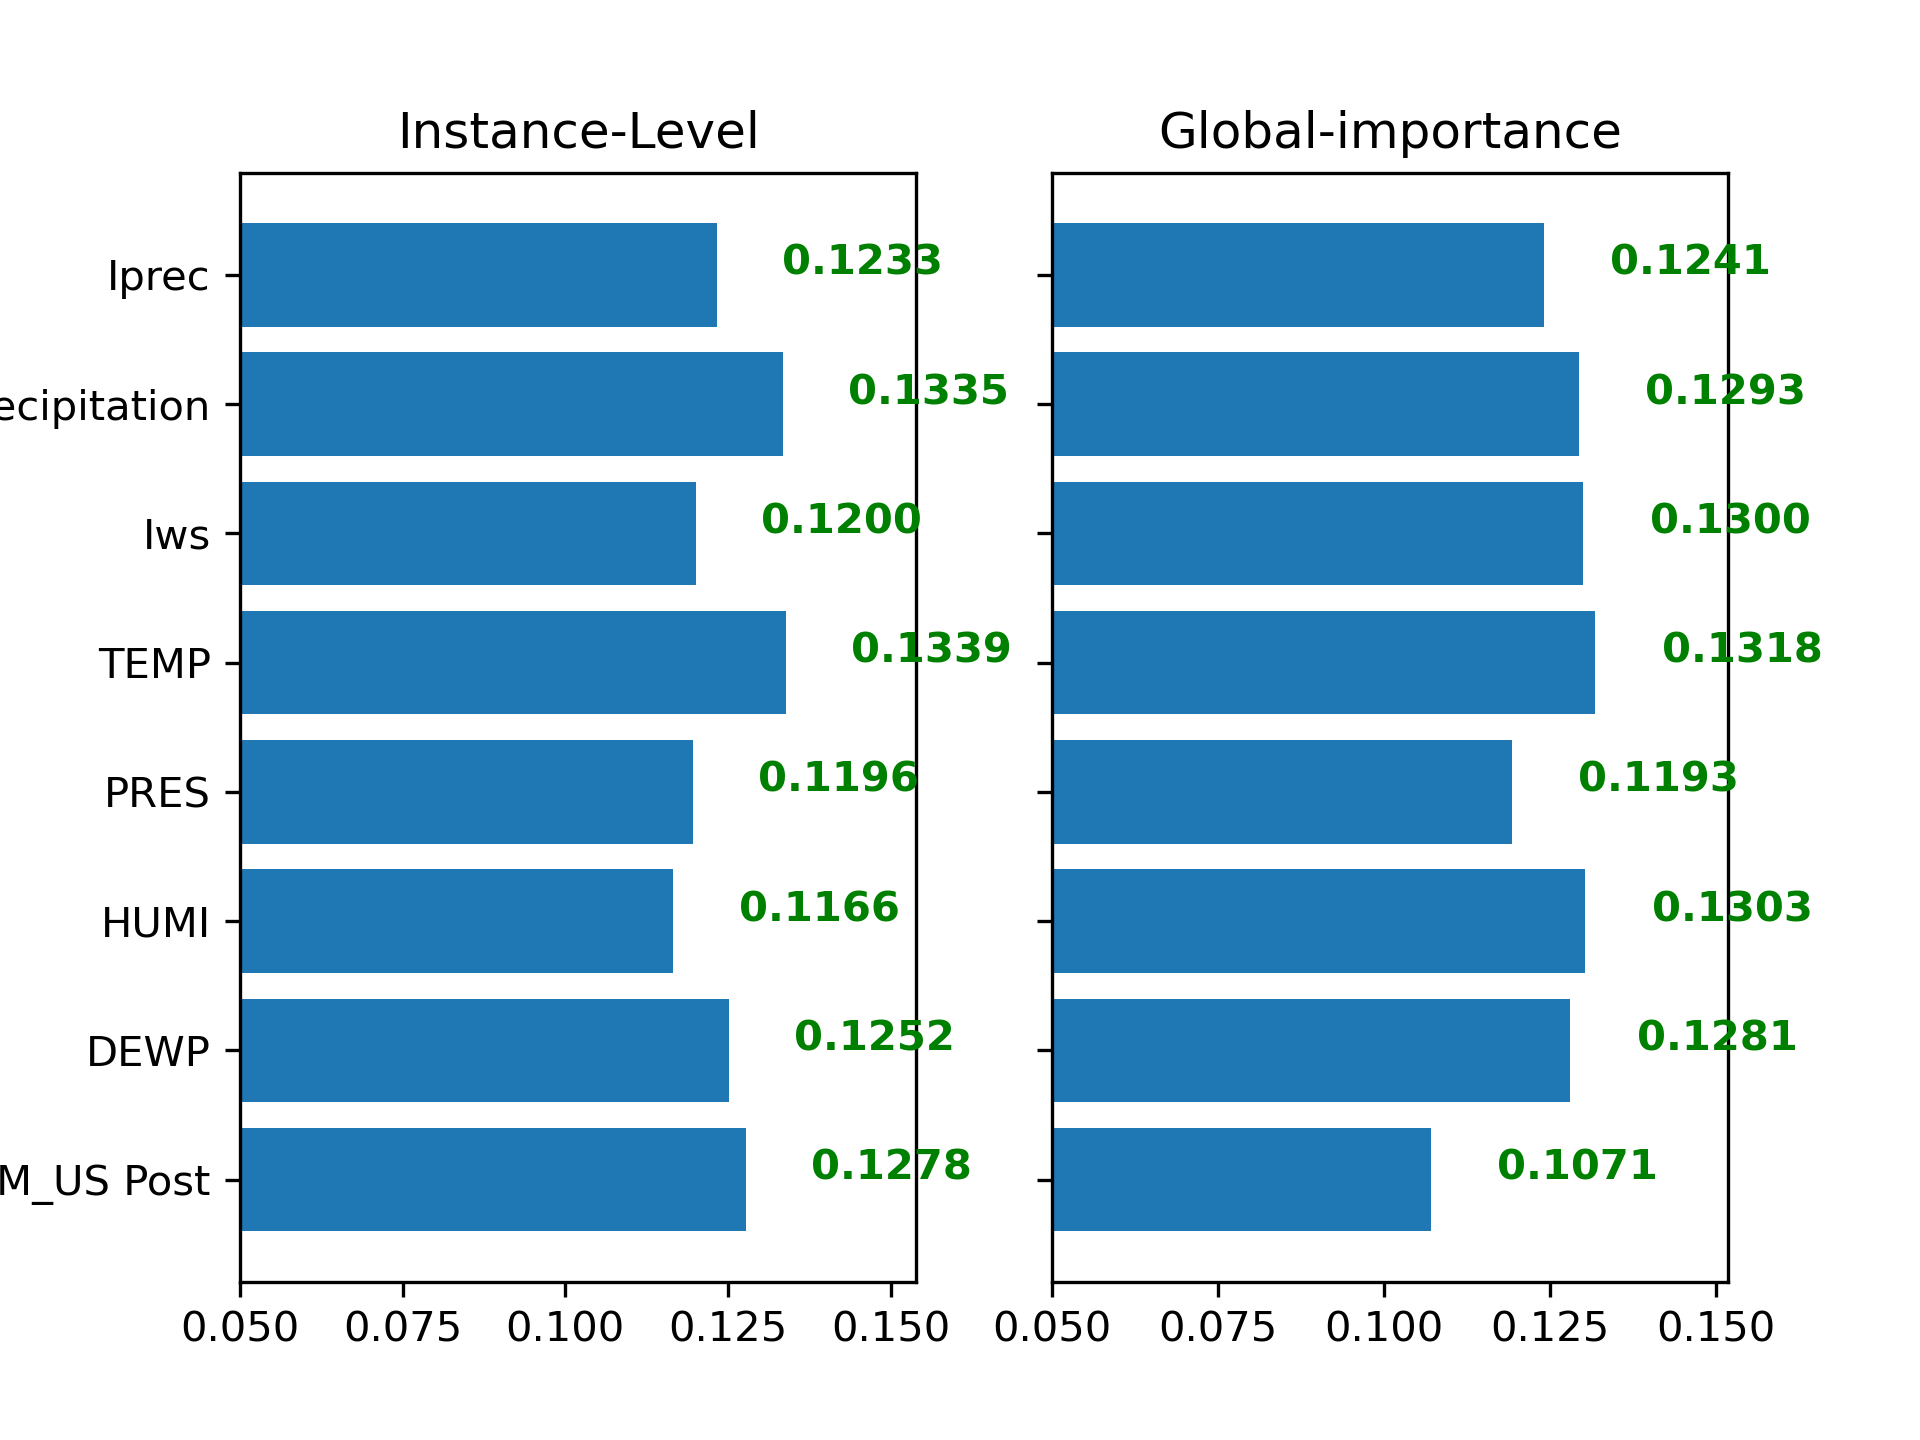 Instance-Level
Iprec
0.1233
ecipitation
0.1335
Iws
0.1200
TEMP
0.1339
PRES
0.1196
HUMI
0.1166
DEWP
0.1252
M_US Post
0.1278
0.050 0.075 0.100 0.125 0.150
Global-importance
0.1241
0.1293
0.1300
0.1318
0.1193
0.1303
0.1281
0.1071
0.050 0.075 0.100 0.125 0.150